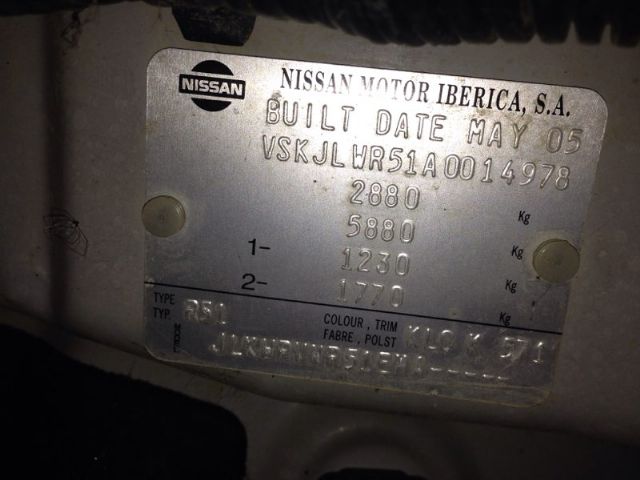 NISSAN
NISSAN MOTOR IBERICA, S.A.
BUILT DATE MAY 05
VSKJLWR51A0014978
2880 Kg
5880 Kg
1- 1230 Kg
2- 1770 Kg
TYPE
TYP. R51
COLOUR, TRIM
FABRE, POLST KLO K 571